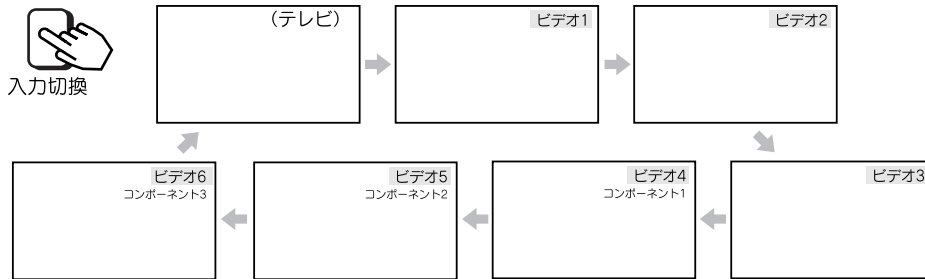 (テレビ)
ビデオ1
ビデオ2
入力切換
ビデオ6
コンポーネント3
ビデオ5
コンポーネント2
ビデオ4
コンポーネント1
ビデオ3